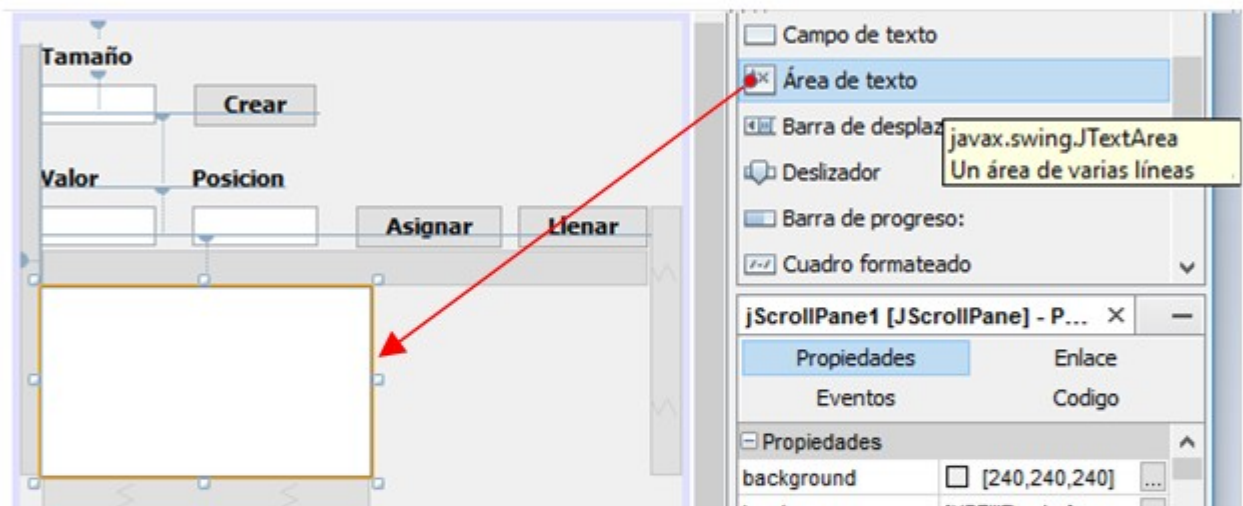 Tamaño
Crear
Valor Posicion
Asignar Llenar
Campo de texto
Área de texto
Barra de desplaz
javax.swing.JTextArea
Un área de varias líneas
Deslizador
Barra de progreso:
Cuadro formateado
jScrollPane1 [JScrollPane] - P... ×
Propiedades Enlace
Eventos Codigo
Propiedades
background [240,240,240] ...